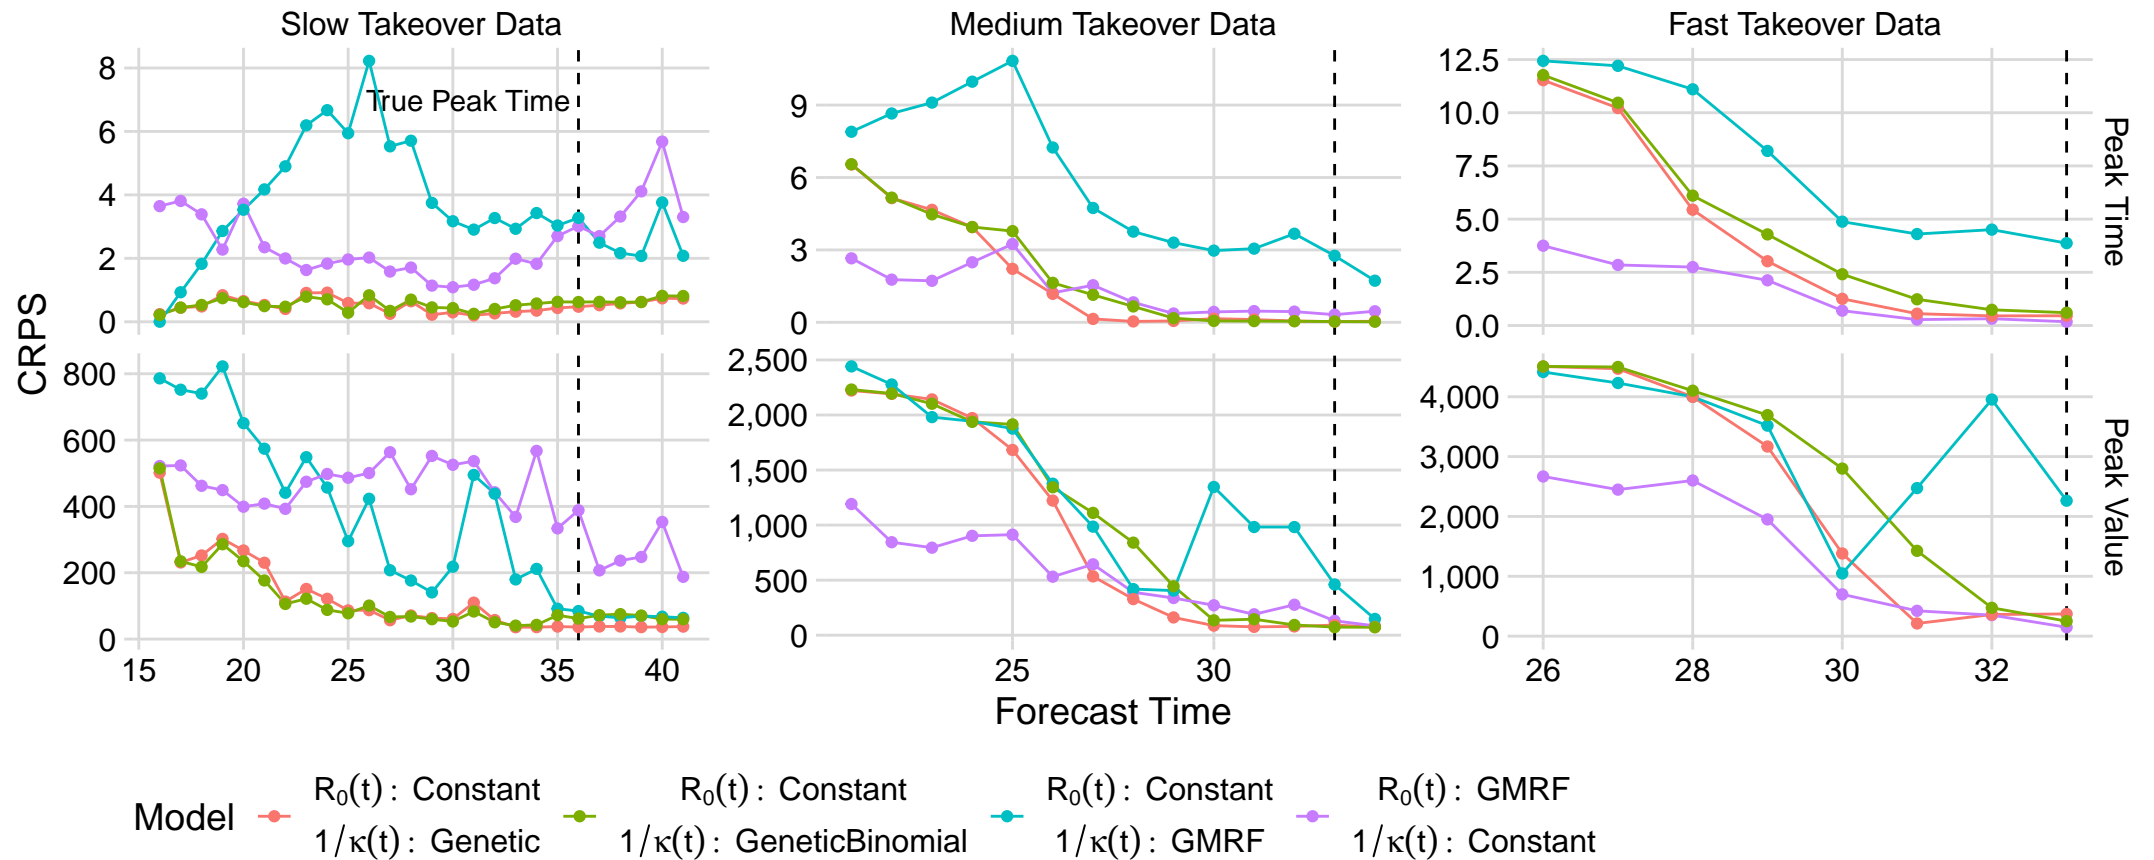 Slow Takeover Data
Medium Takeover Data
Fast Takeover Data
8
6
4
2
0
True Peak Time
9
6
3
0
12.5
10.0
7.5
5.0
2.5
0.0
Peak Time
CRPS
800
600
400
200
0
2,500
2,000
1,500
1,000
500
0
4,000
3,000
2,000
1,000
0
Peak Value
15 20 25 30 35 40
25 30
26 28 30 32
Forecast Time
Model
R₀(t) : Constant
1/κ(t) : Genetic
R₀(t) : Constant
1/κ(t) : GeneticBinomial
R₀(t) : Constant
1/κ(t) : GMRF
R₀(t) : GMRF
1/κ(t) : Constant